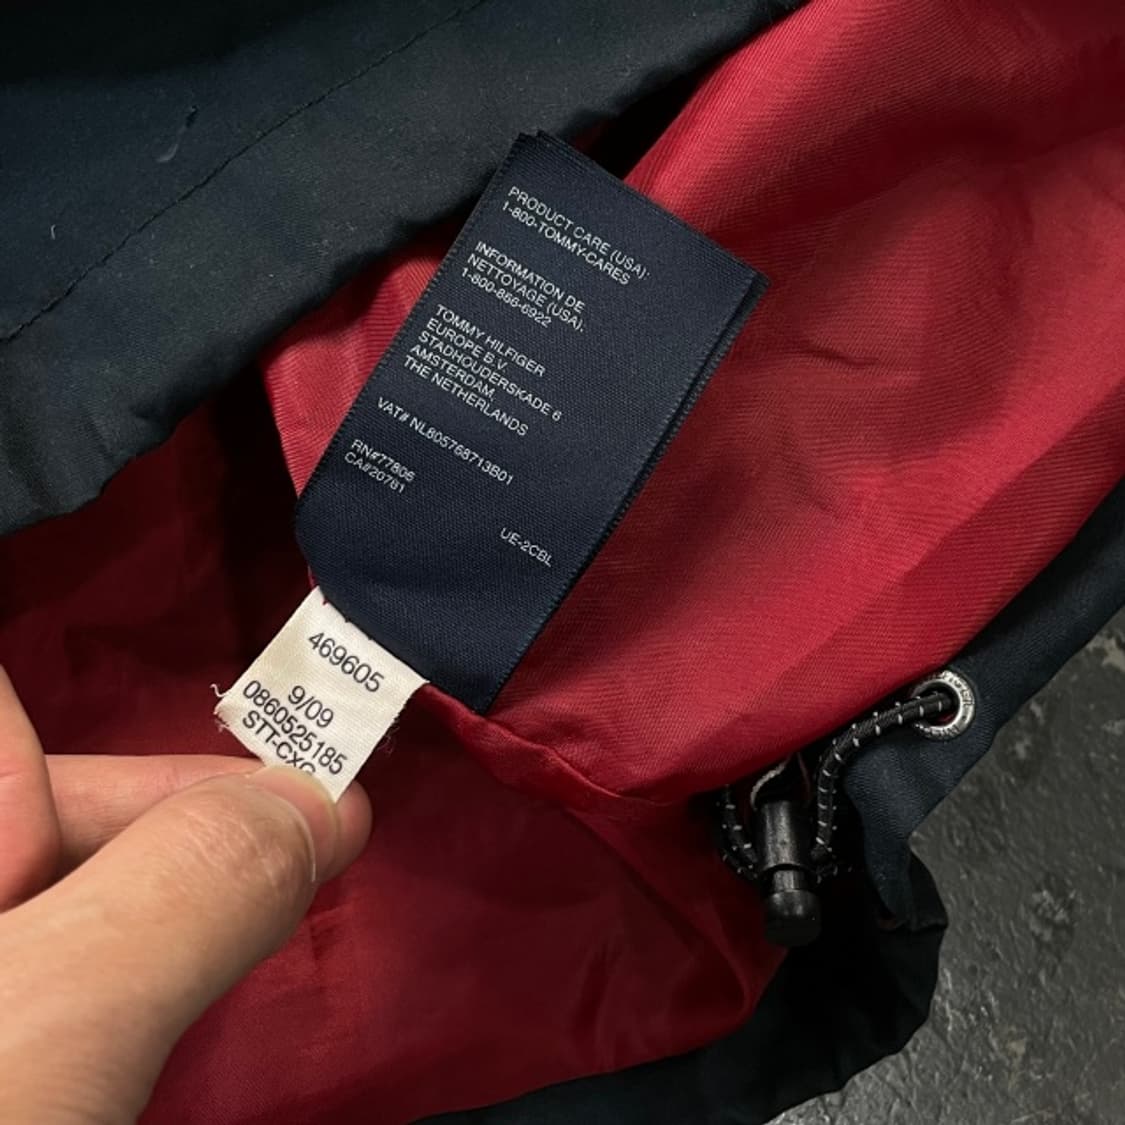 PRODUCT CARE (USA):
1-800-TOMMY-CARES
INFORMATION DE
NETTOYAGE (USA).
1-800-866-6922
TOMMY HILFIGER
EUROPE B.V.
STADHOUDERSKADE 6
AMSTERDAM,
THE NETHERLANDS
VAT# NL805768713B01
RN#77806
CA#20781
UE-2CBL
469605
9/09
0860525185